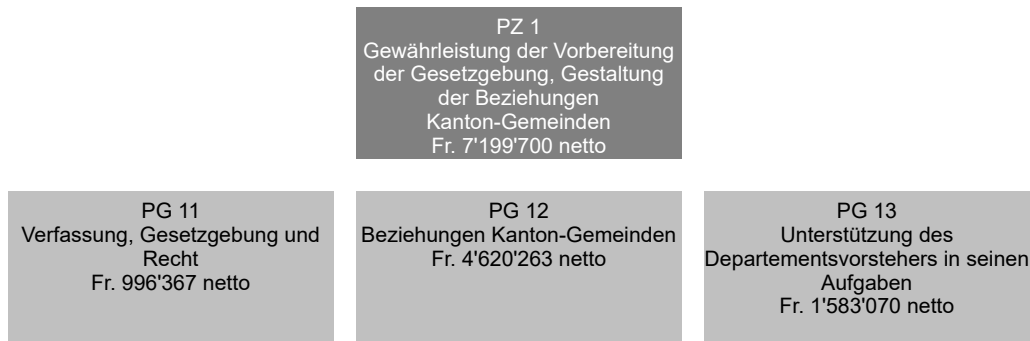 PZ 1
Gewährleistung der Vorbereitung
der Gesetzgebung, Gestaltung
der Beziehungen
Kanton-Gemeinden
Fr. 7'199'700 netto
PG 11
Verfassung, Gesetzgebung und
Recht
Fr. 996'367 netto
PG 12
Beziehungen Kanton-Gemeinden
Fr. 4'620'263 netto
PG 13
Unterstützung des
Departementsvorstehers in seinen
Aufgaben
Fr. 1'583'070 netto